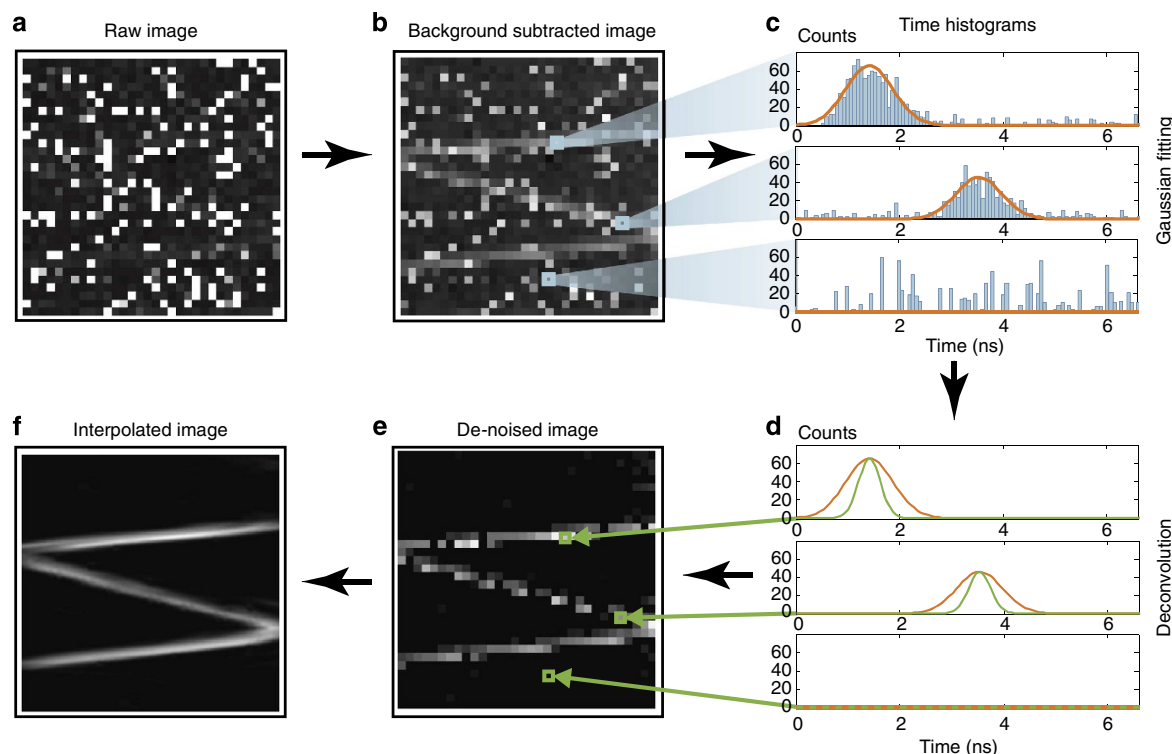 a
Raw image
b
Background subtracted image
c
Time histograms
Counts
60
40
20
0
0 2 4 6
60
40
20
0
0 2 4 6
60
40
20
0
0 2 4 6
Time (ns)
Gaussian fitting
d
Counts
60
40
20
0
0 2 4 6
60
40
20
0
0 2 4 6
60
40
20
0
0 2 4 6
Time (ns)
Deconvolution
e
De-noised image
f
Interpolated image